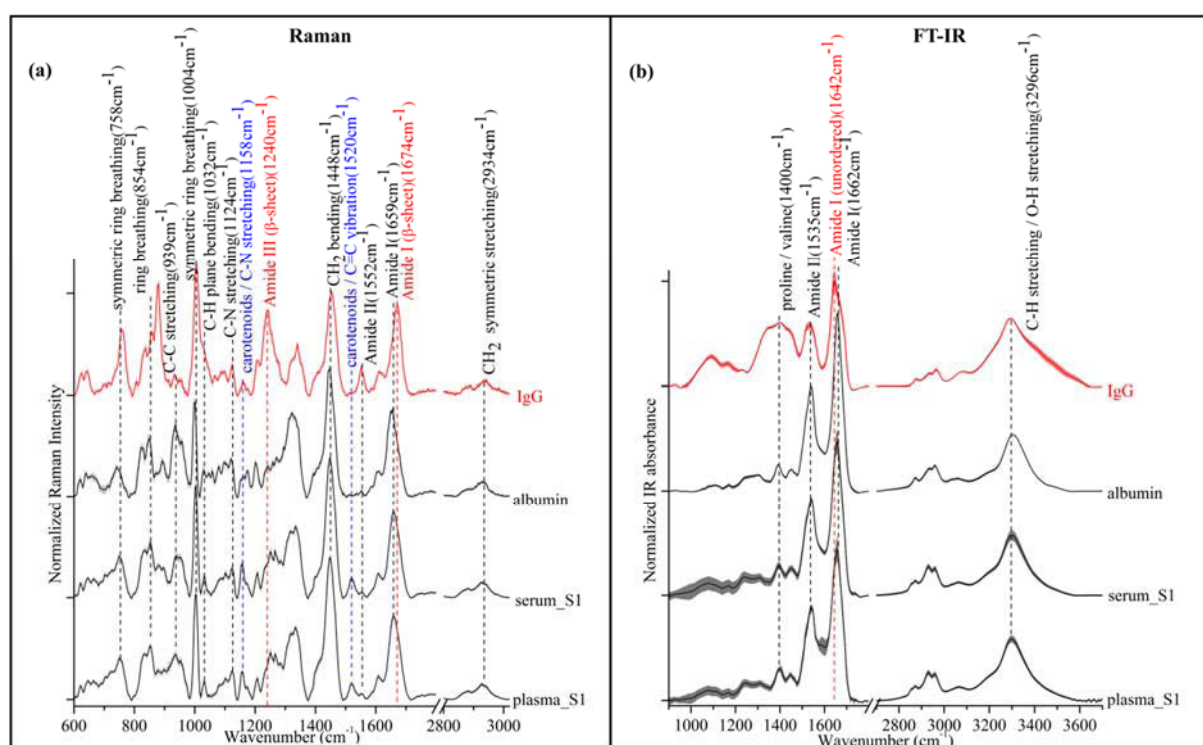 Raman
(a)
symmetric ring breathing(758cm-1)
ring breathing(854cm-1)
C-C stretching(939cm-1)
symmetric ring breathing(1004cm-1)
C-H plane bending(1032cm-1)
C-N stretching(1124cm-1)
carotenoids / C-N stretching(1158cm-1)
Amide III (β-sheet)(1240cm-1)
CH2 bending(1448cm-1)
carotenoids / C=C vibration(1520cm-1)
Amide II(1552cm-1)
Amide I(1659cm-1)
Amide I (β-sheet)(1674cm-1)
CH2 symmetric stretching(2934cm-1)
Normalized Raman Intensity
IgG
albumin
serum_S1
plasma_S1
600 800 1000 1200 1400 1600 2800 3000
Wavenumber (cm-1)
FT-IR
(b)
proline / valine(1400cm-1)
Amide II(1535cm-1)
Amide I (unordered)(1642cm-1)
Amide I(1662cm-1)
C-H stretching / O-H stretching(3296cm-1)
Normalized IR absorbance
IgG
albumin
serum_S1
plasma_S1
1000 1200 1400 1600 2800 3000 3200 3400 3600
Wavenumber (cm-1)